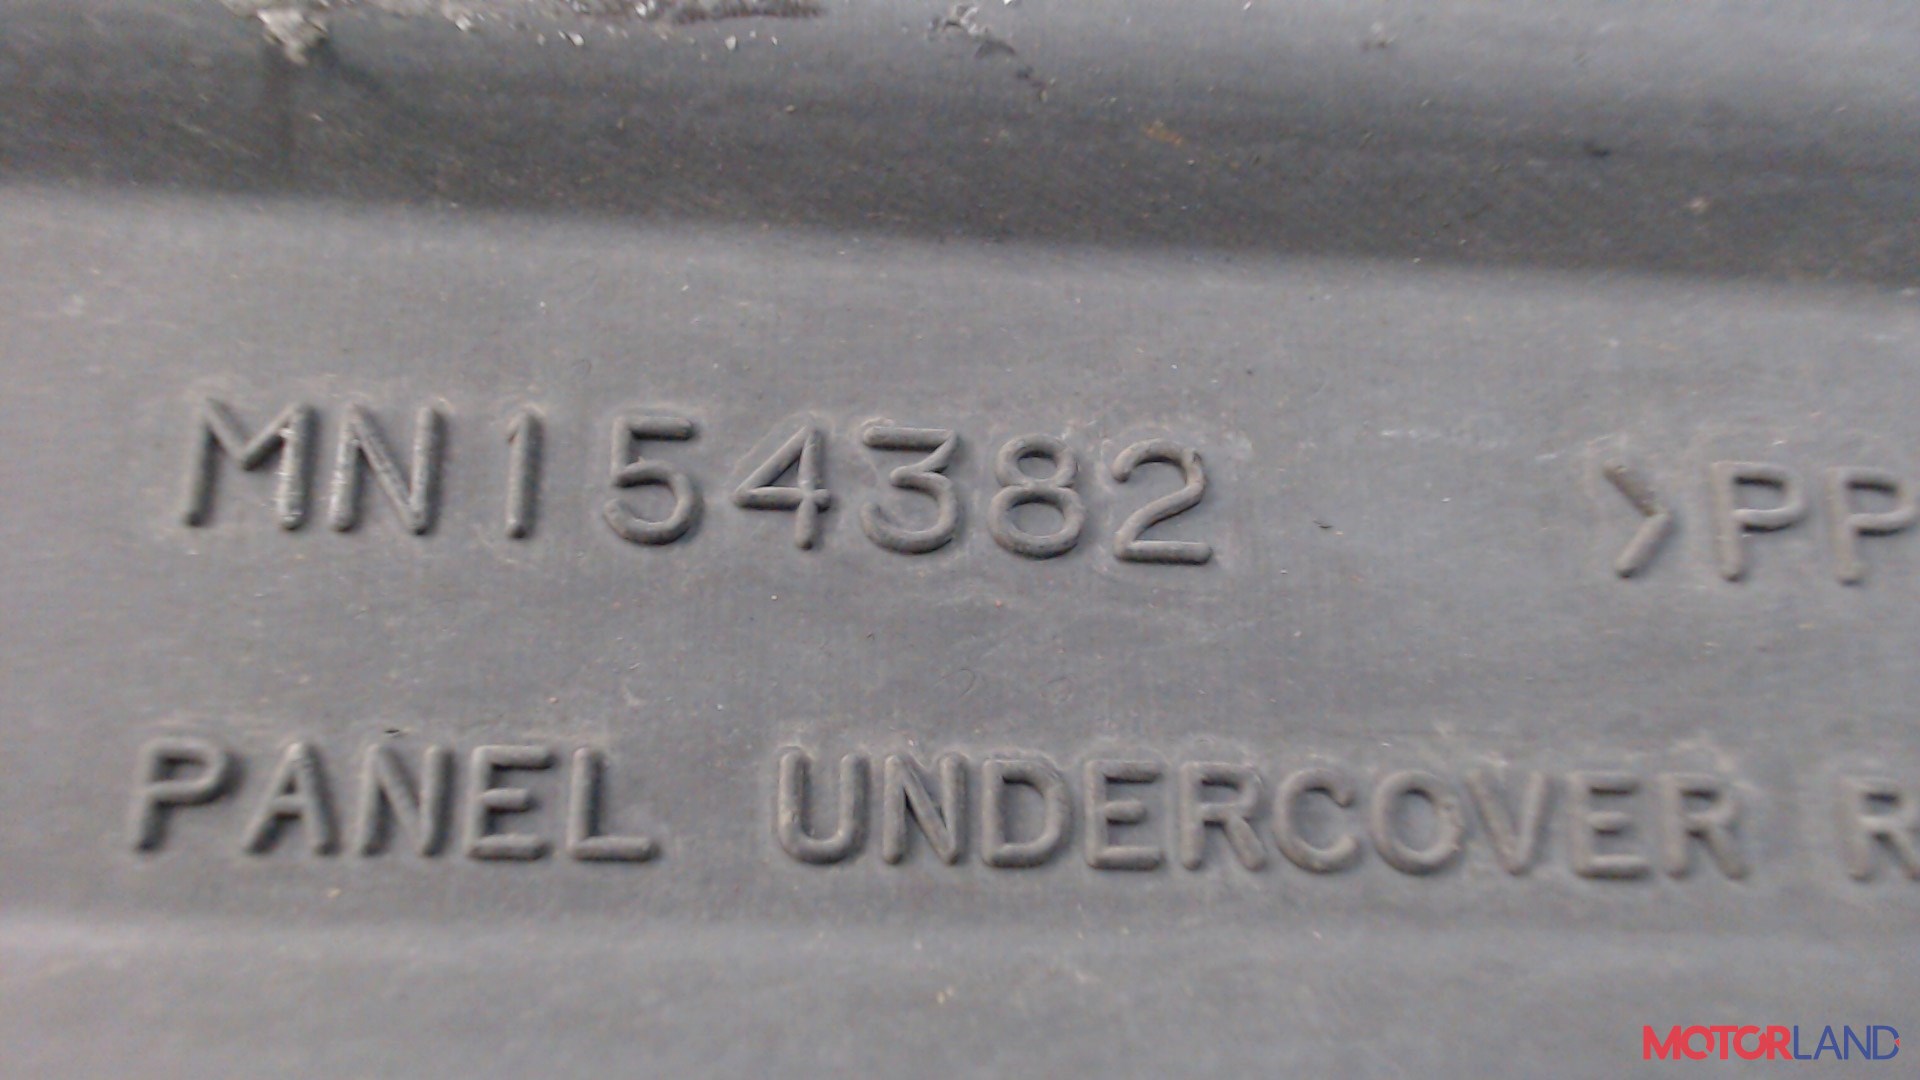 MN154382 >PP
PANEL UNDERCOVER R
MOTORLAND